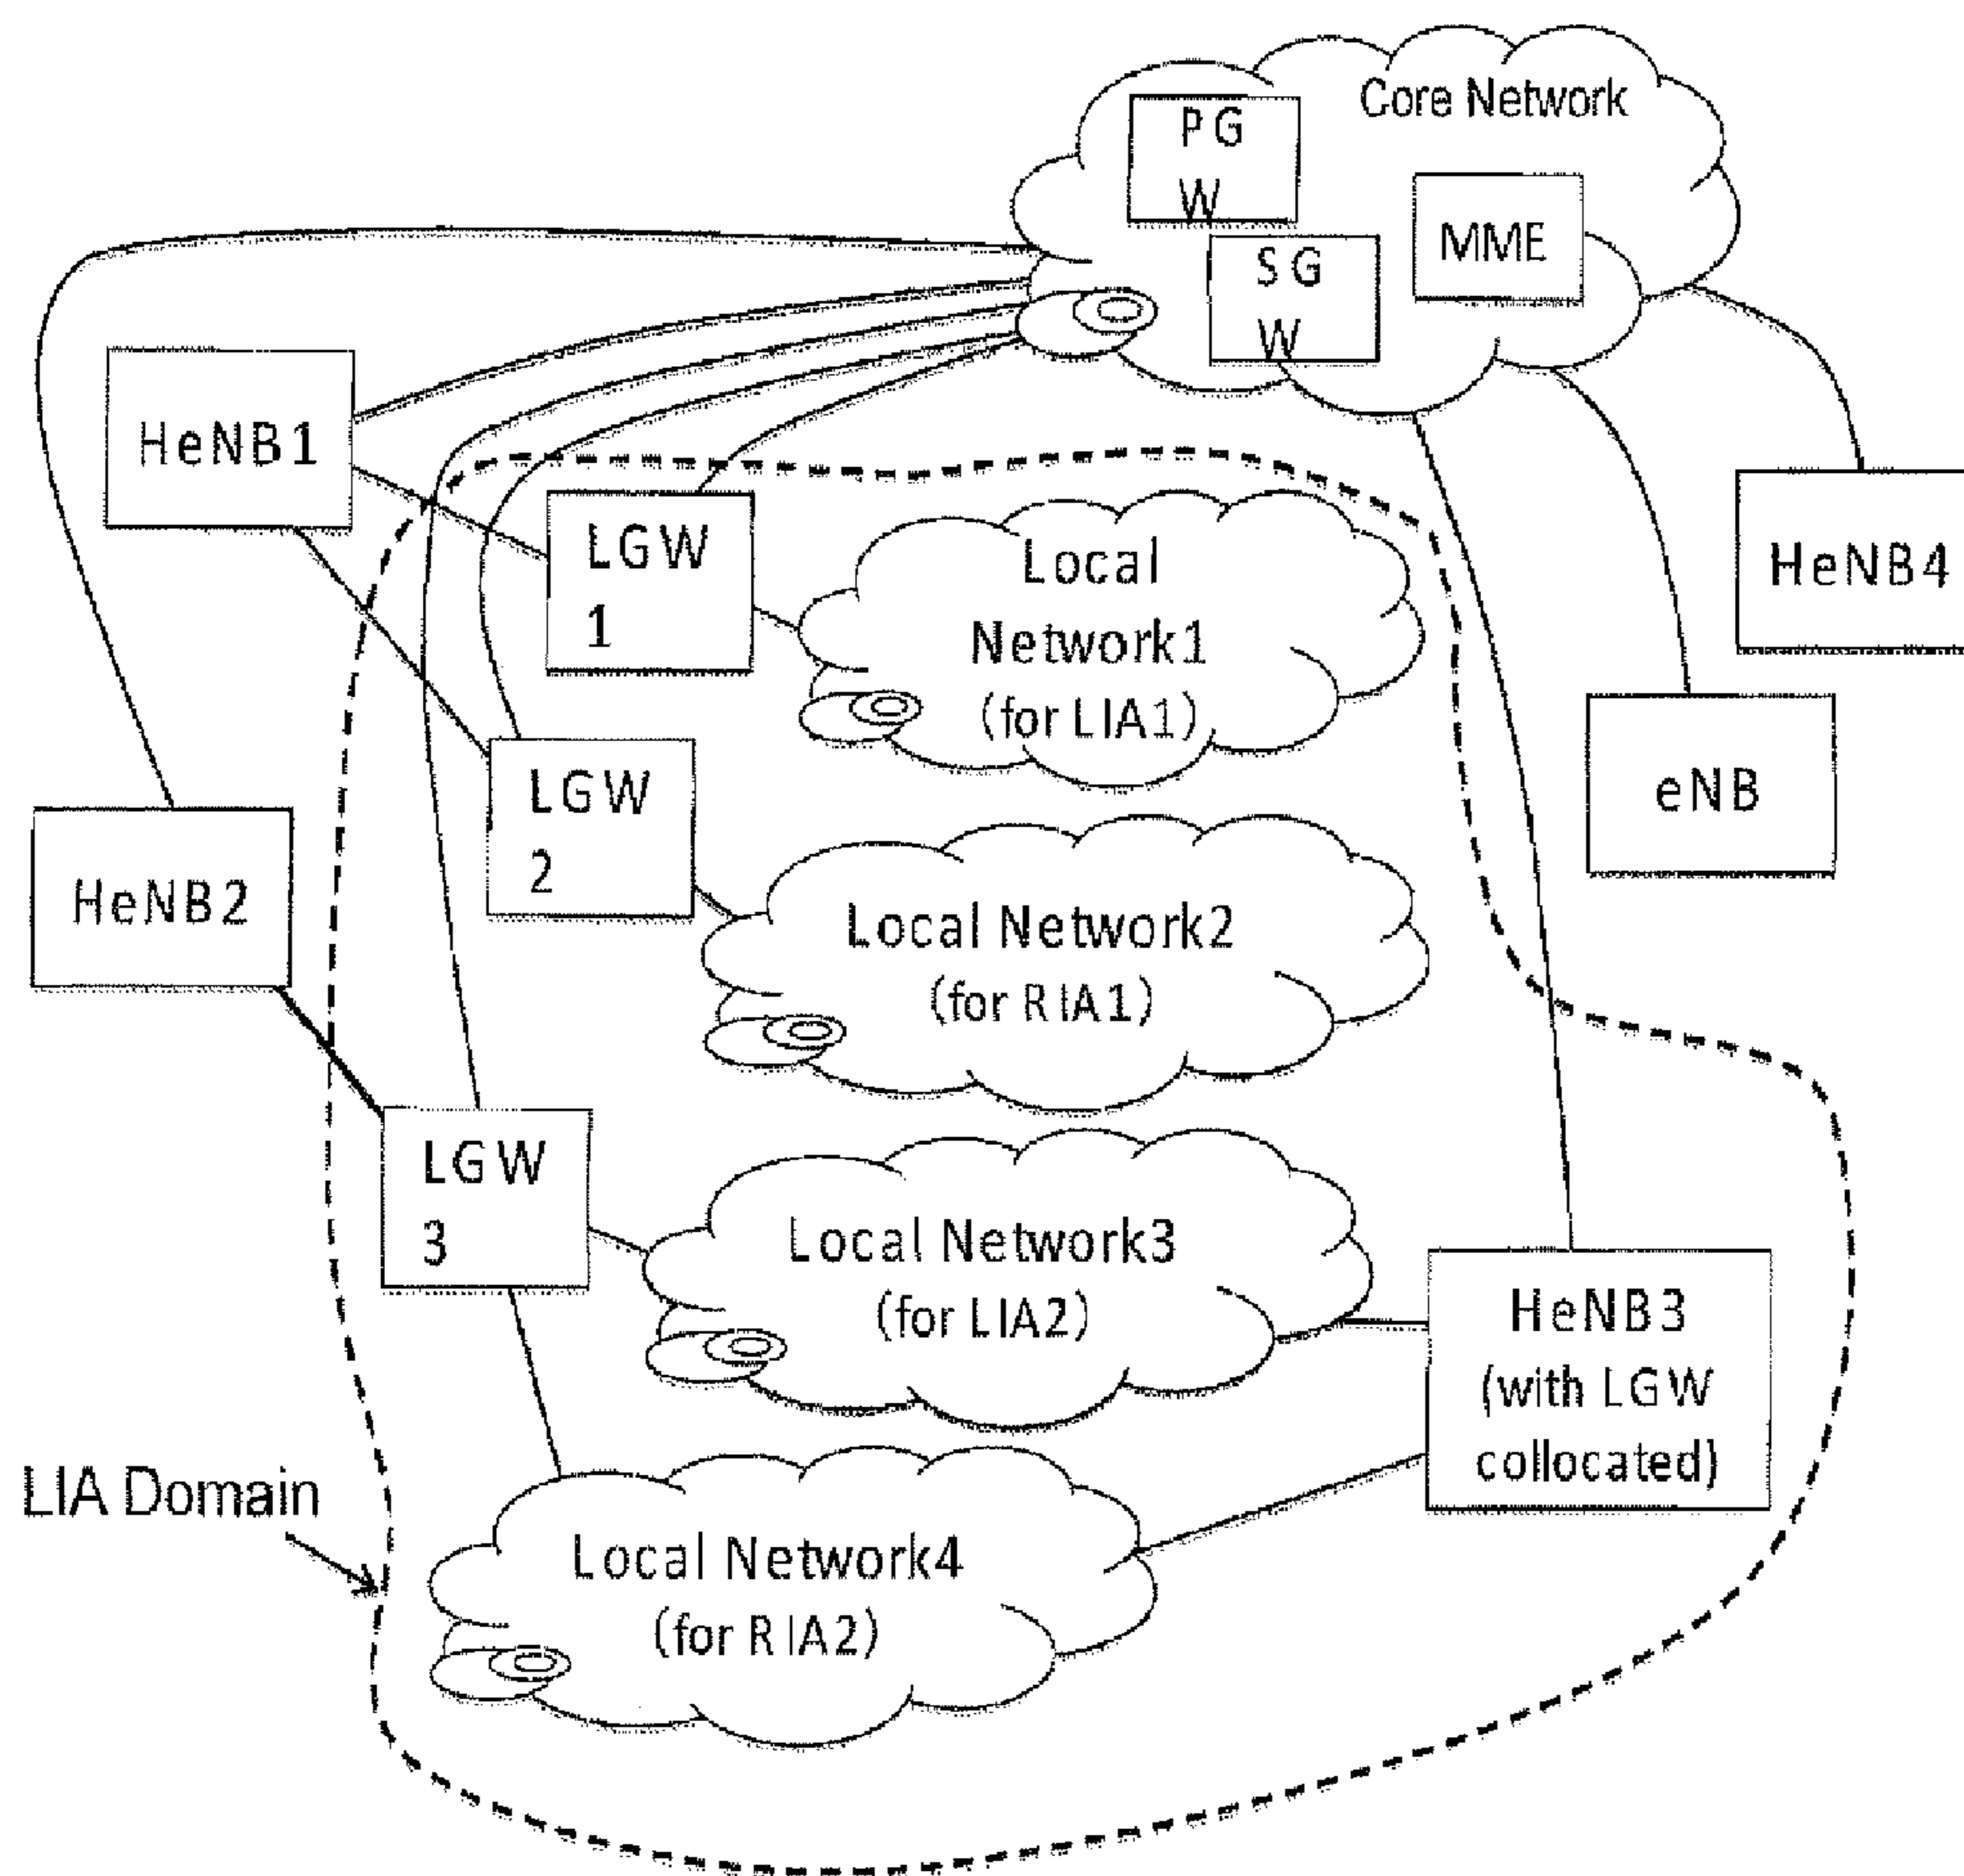 Core Network
PG
W
MME
SG
W
HeNB1
HeNB4
LGW
1
Local
Network1
(for LIA1)
eNB
LGW
2
HeNB2
Local Network2
(for RIA1)
LGW
3
Local Network3
(for LIA2)
HeNB3
(with LGW
collocated)
LIA Domain
Local Network4
(for RIA2)